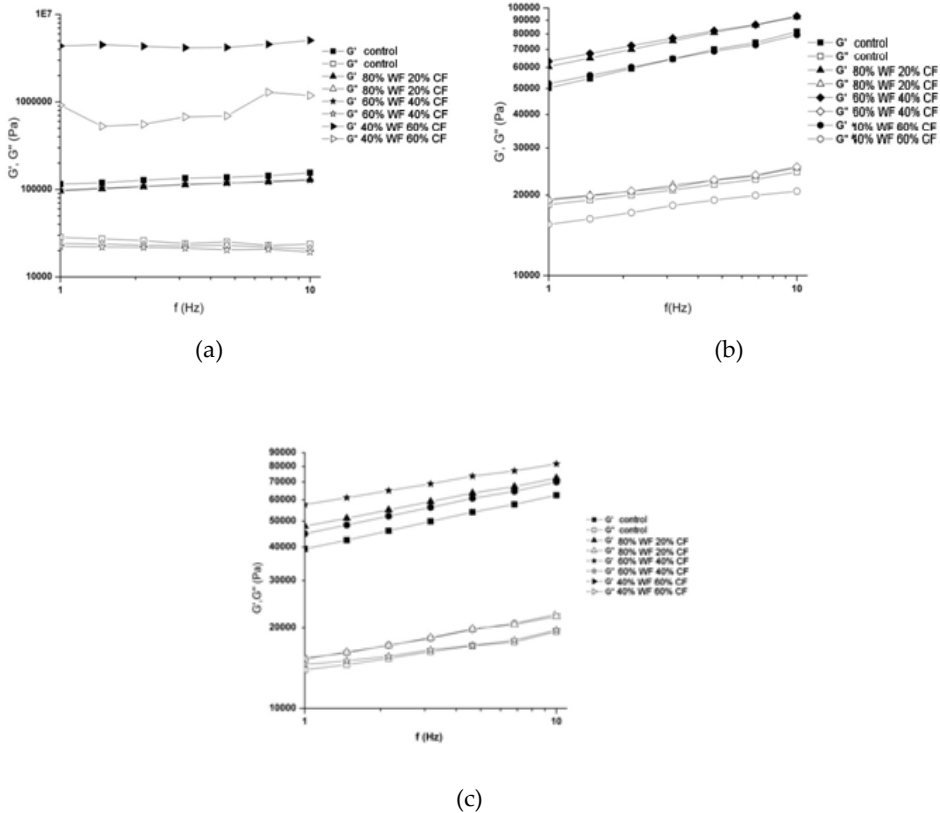 1E7
1000000
100000
10000
G', G'' (Pa)
1
10
f (Hz)
G' control
G'' control
G' 80% WF 20% CF
G'' 80% WF 20% CF
G' 60% WF 40% CF
G'' 60% WF 40% CF
G' 40% WF 60% CF
G'' 40% WF 60% CF
(a)
100000
90000
80000
70000
60000
50000
40000
30000
20000
10000
G', G'' (Pa)
1
10
f(Hz)
G' control
G'' control
G' 80% WF 20% CF
G'' 80% WF 20% CF
G' 60% WF 40% CF
G'' 60% WF 40% CF
G' 40% WF 60% CF
G'' 40% WF 60% CF
(b)
90000
80000
70000
60000
50000
40000
30000
20000
10000
G',G'' (Pa)
1
10
f (Hz)
G' control
G'' control
G' 80% WF 20% CF
G'' 80% WF 20% CF
G' 60% WF 40% CF
G'' 60% WF 40% CF
G' 40% WF 60% CF
G'' 40% WF 60% CF
(c)